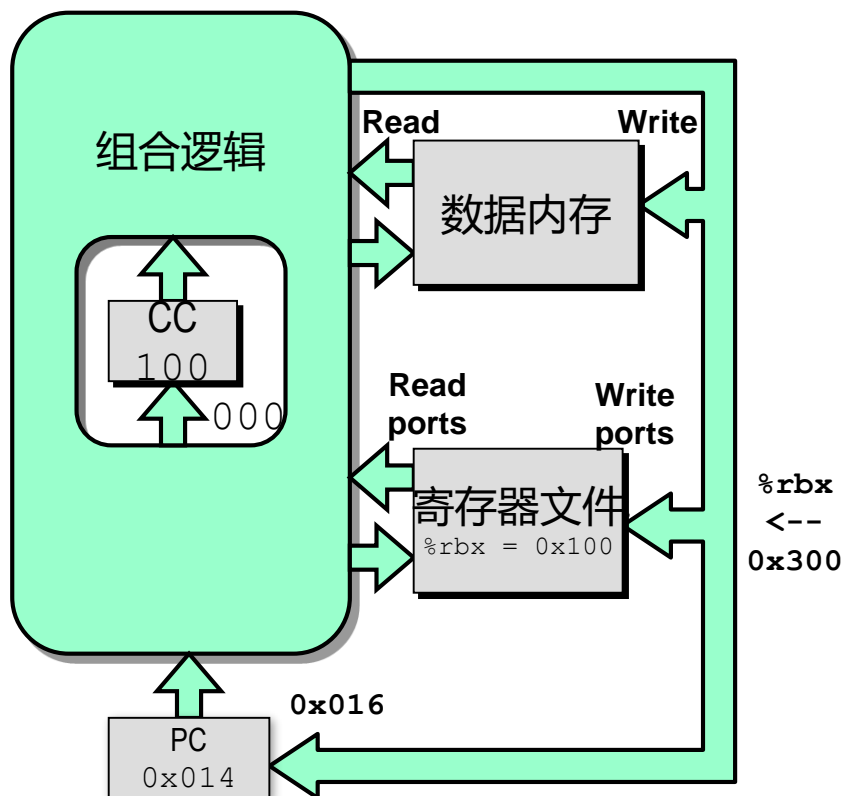 组合逻辑
Read
Write
数据内存
CC
100
000
Read
ports
Write
ports
寄存器文件
%rbx = 0x100
%rbx
<--
0x300
0x016
PC
0x014